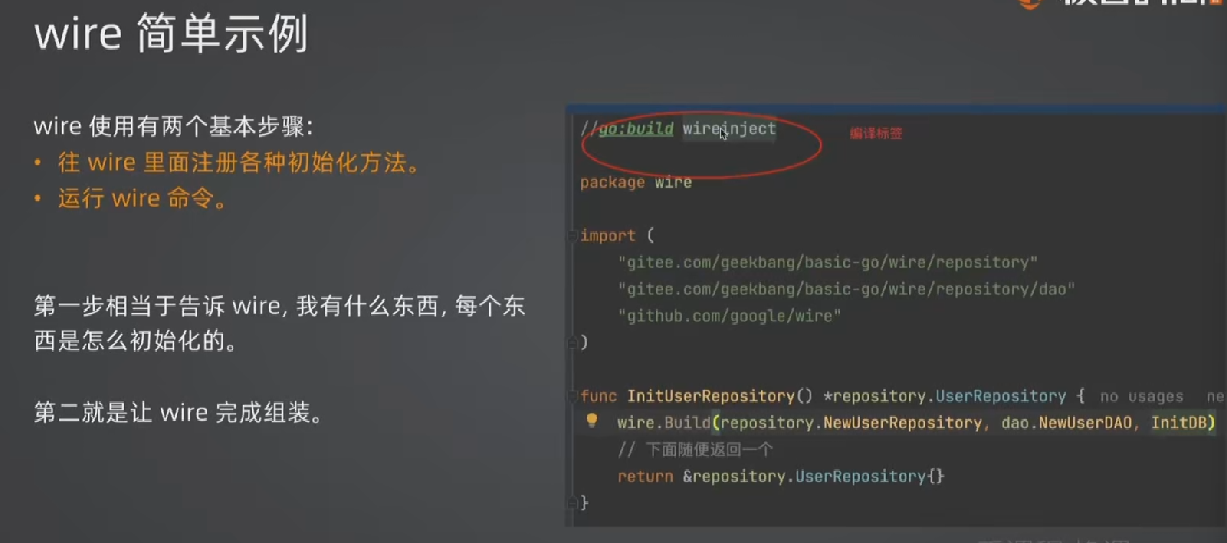 wire 简单示例
wire 使用有两个基本步骤:
• 往 wire 里面注册各种初始化方法。
• 运行 wire 命令。
第一步相当于告诉 wire, 我有什么东西, 每个东
西是怎么初始化的。
第二就是让 wire 完成组装。
//go:build wireinject
编译标签
package wire
import (
"gitee.com/geekbang/basic-go/wire/repository"
"gitee.com/geekbang/basic-go/wire/repository/dao"
"github.com/google/wire"
)
func InitUserRepository() *repository.UserRepository { no usages ne
wire.Build(repository.NewUserRepository, dao.NewUserDAO, InitDB)
// 下面随便返回一个
return &repository.UserRepository{}
}